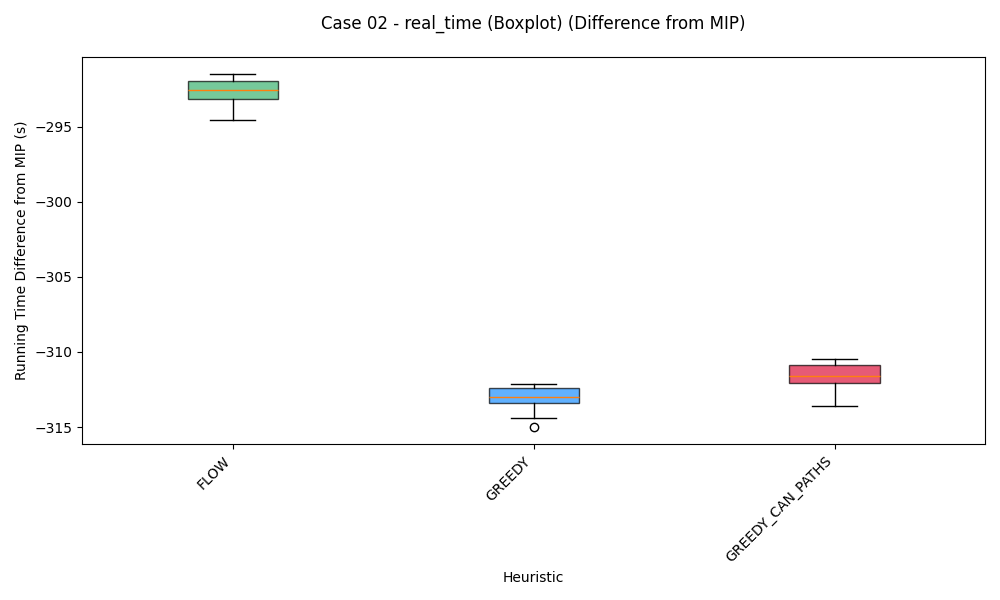 Case 02 - real_time (Boxplot) (Difference from MIP)
Running Time Difference from MIP (s)
−295
−300
−305
−310
−315
FLOW
GREEDY
GREEDY_CAN_PATHS
Heuristic